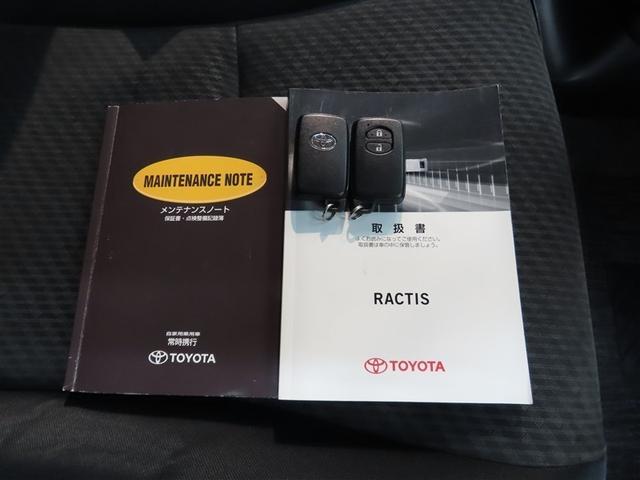 MAINTENANCE NOTE
メンテナンスノート
保証書・点検整備記録簿
自家用乗用車
常時携行
TOYOTA
取扱書
よくお読みになってご使用ください。
取扱書は車の中に保管しましょう。
RACTIS
TOYOTA